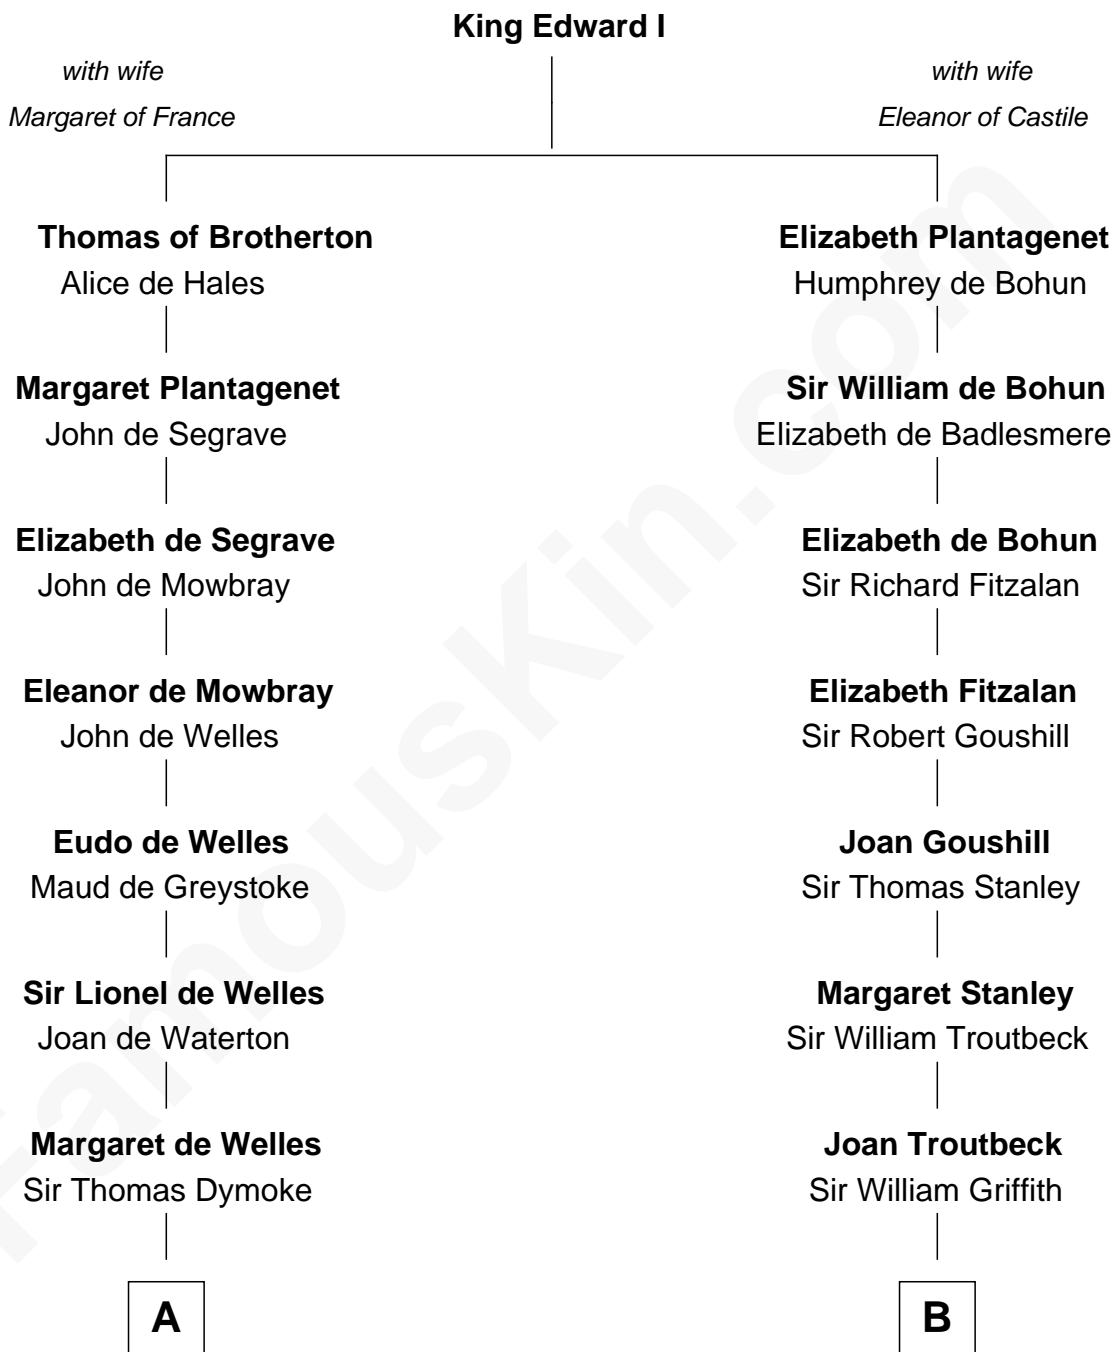 King Edward I
with wife
Margaret of France
with wife
Eleanor of Castile
Thomas of Brotherton
Alice de Hales
Elizabeth Plantagenet
Humphrey de Bohun
Margaret Plantagenet
John de Segrave
Sir William de Bohun
Elizabeth de Badlesmere
Elizabeth de Segrave
John de Mowbray
Elizabeth de Bohun
Sir Richard Fitzalan
Eleanor de Mowbray
John de Welles
Elizabeth Fitzalan
Sir Robert Goushill
Eudo de Welles
Maud de Greystoke
Joan Goushill
Sir Thomas Stanley
Sir Lionel de Welles
Joan de Waterton
Margaret Stanley
Sir William Troutbeck
Margaret de Welles
Sir Thomas Dymoke
Joan Troutbeck
Sir William Griffith
A
B
FamousKin.com